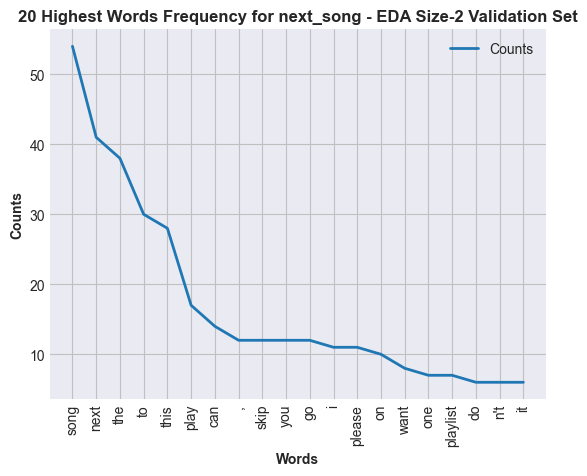 20 Highest Words Frequency for next_song - EDA Size-2 Validation Set
Counts
50
40
30
20
10
Counts
song
next
the
to
this
play
can
,
skip
you
go
i
please
on
want
one
playlist
do
n't
it
Words